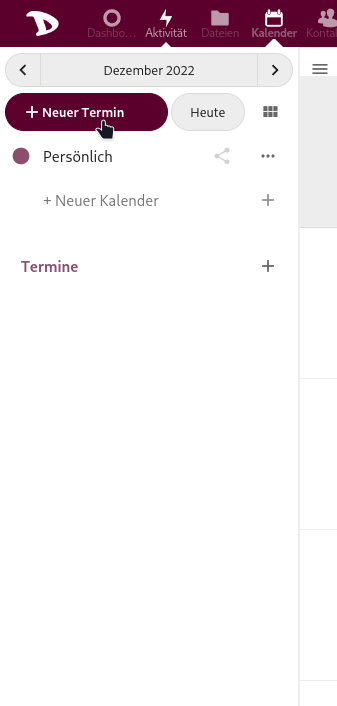 Dashbo...
Aktivität
Dateien
Kalender
Konta
Dezember 2022
+ Neuer Termin
Heute
Persönlich
+ Neuer Kalender
Termine